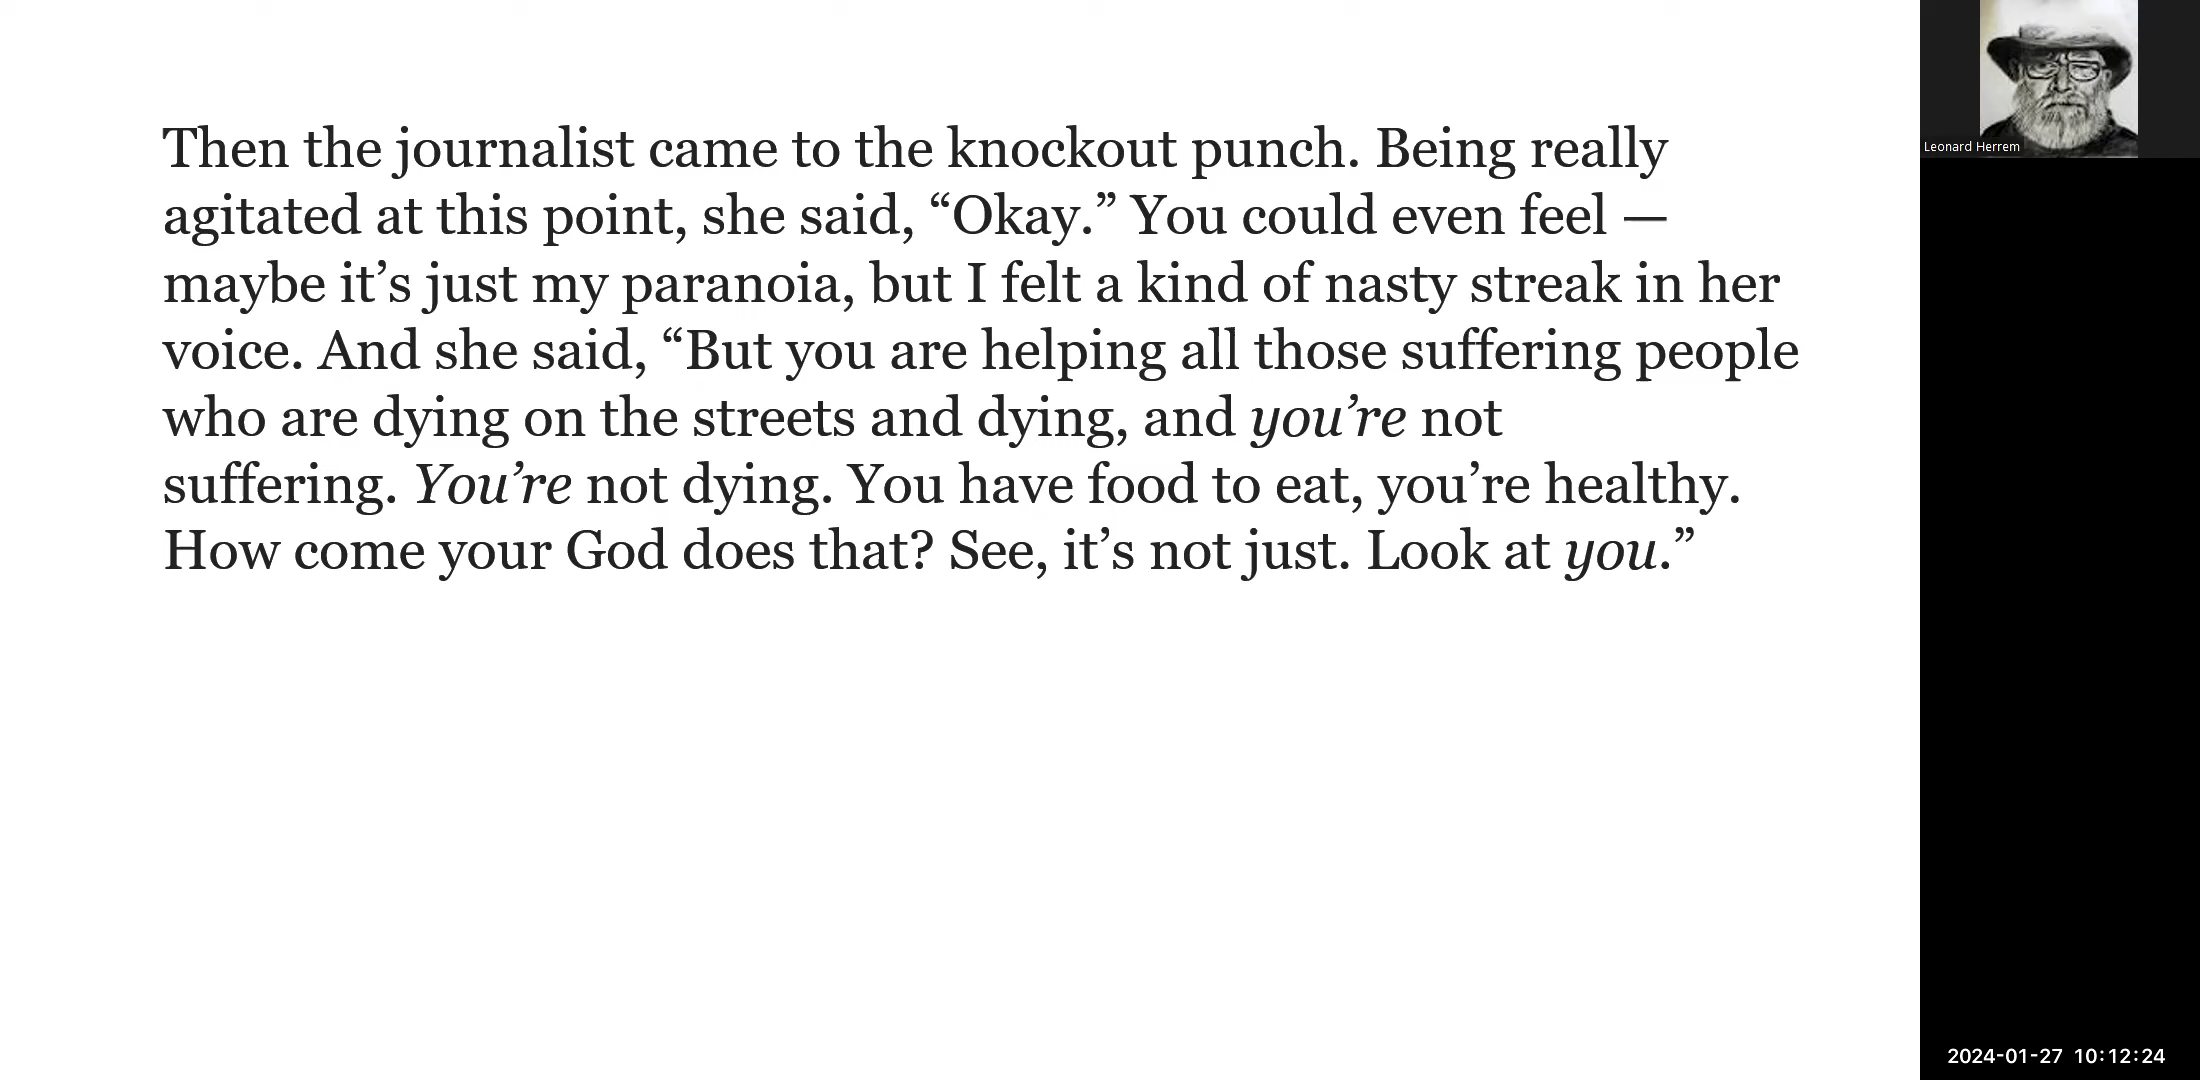 Then the journalist came to the knockout punch. Being really
agitated at this point, she said, “Okay.” You could even feel —
maybe it’s just my paranoia, but I felt a kind of nasty streak in her
voice. And she said, “But you are helping all those suffering people
who are dying on the streets and dying, and you’re not
suffering. You’re not dying. You have food to eat, you’re healthy.
How come your God does that? See, it’s not just. Look at you.”
Leonard Herrem
2024-01-27 10:12:24